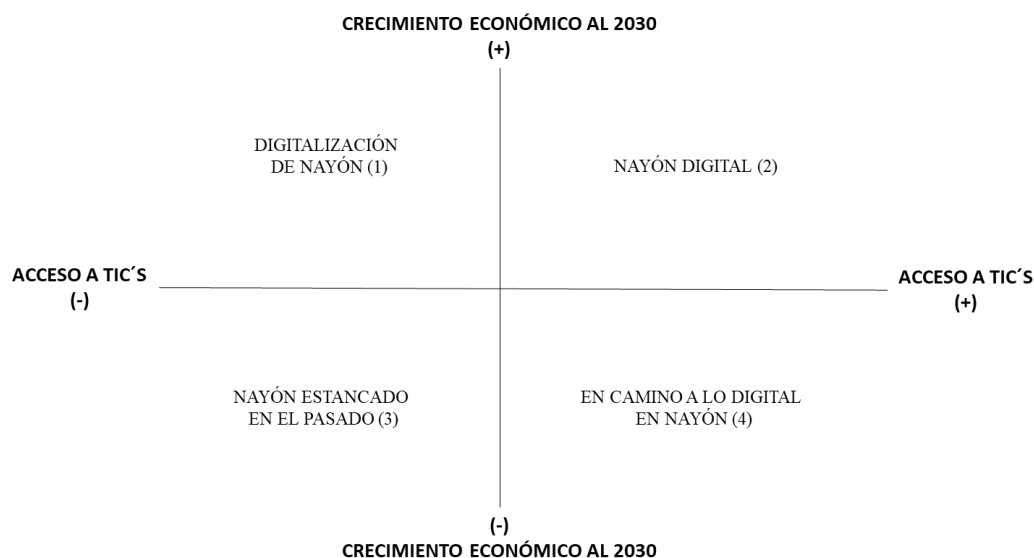 CRECIMIENTO ECONÓMICO AL 2030
(+)
DIGITALIZACIÓN
DE NAYÓN (1)
NAYÓN DIGITAL (2)
ACCESO A TIC´S
(-)
ACCESO A TIC´S
(+)
NAYÓN ESTANCADO
EN EL PASADO (3)
EN CAMINO A LO DIGITAL
EN NAYÓN (4)
(-)
CRECIMIENTO ECONÓMICO AL 2030